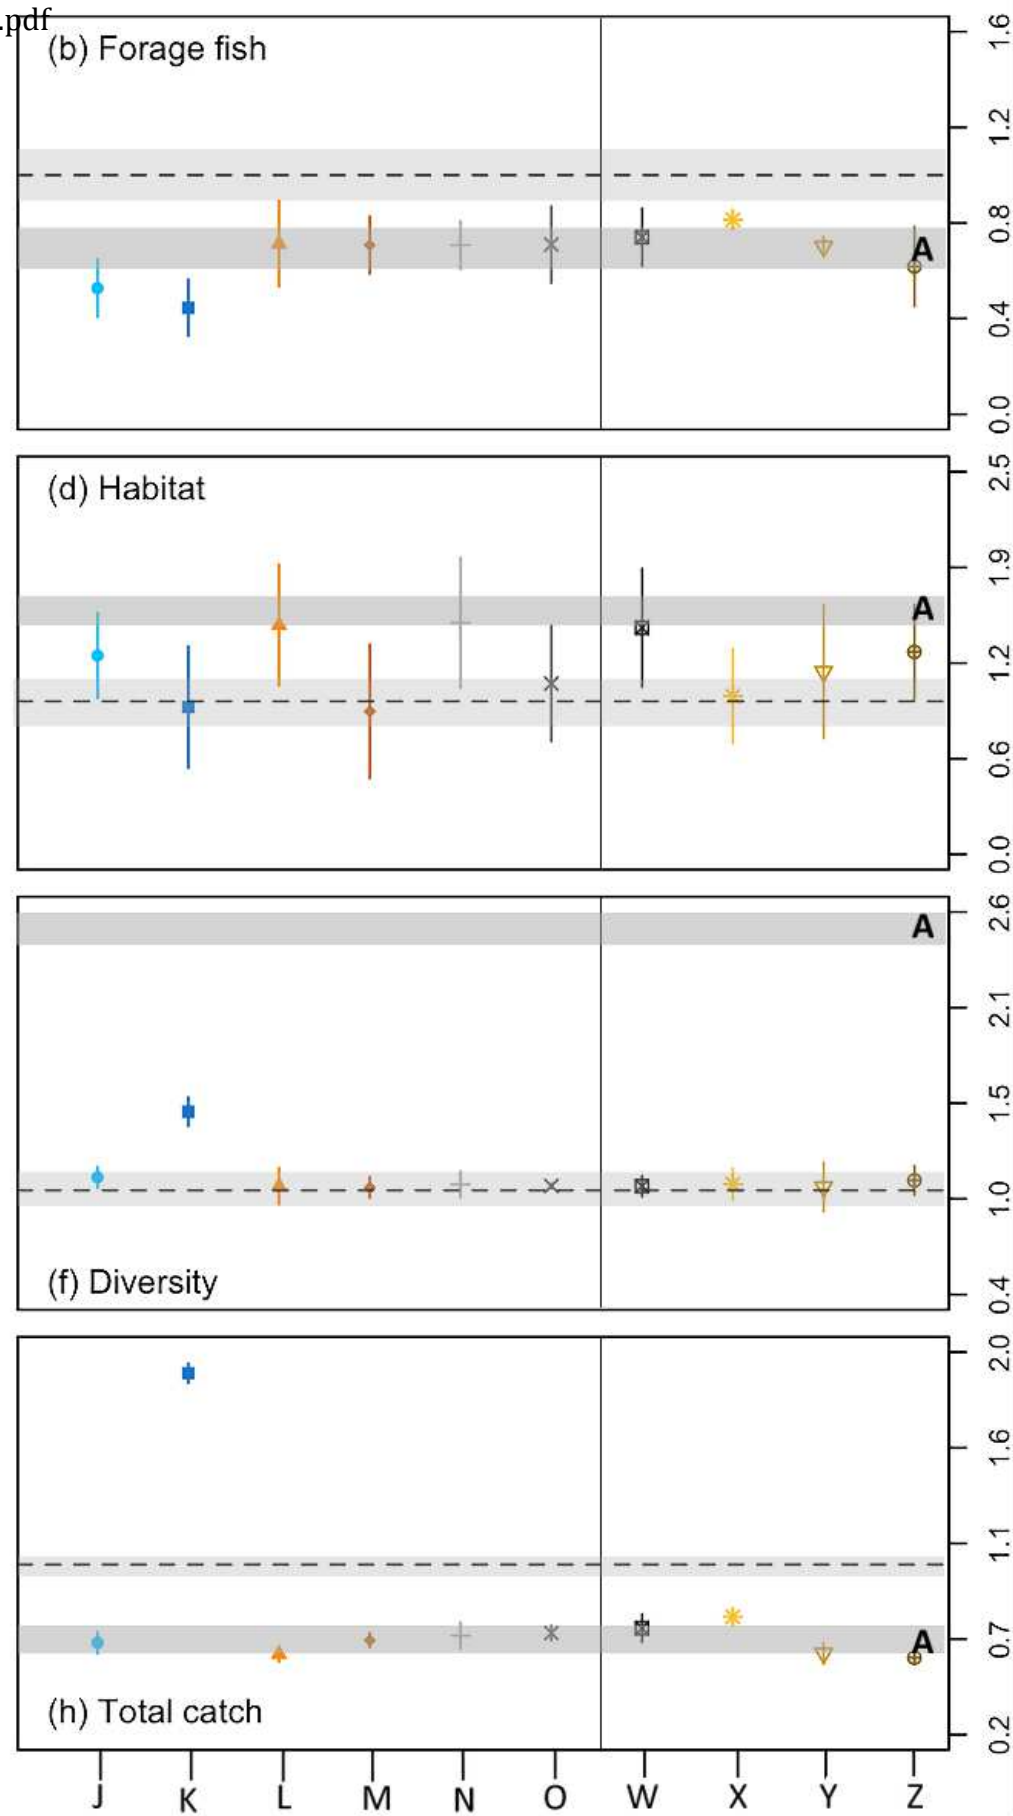 .pdf
(b) Forage fish
1.6
1.2
0.8
0.4
0.0
A
(d) Habitat
2.5
1.9
1.2
0.6
0.0
A
2.6
2.1
1.5
1.0
0.4
A
(f) Diversity
2.0
1.6
1.1
0.7
0.2
A
(h) Total catch
J K L M N O W X Y Z